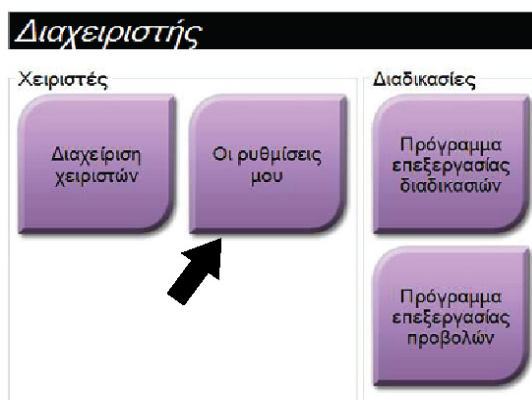 Διαχειριστής
Χειριστές
Διαχείριση
χειριστών
Οι ρυθμίσεις
μου
Διαδικασίες
Πρόγραμμα
επεξεργασίας
διαδικασιών
Πρόγραμμα
επεξεργασίας
προβολών